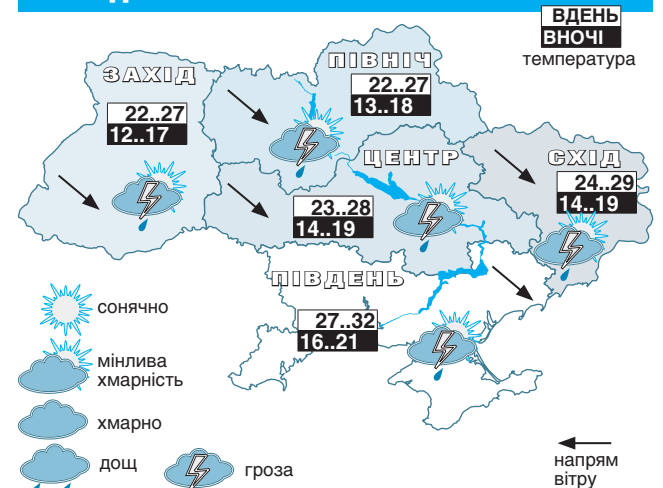 ВДЕНЬ
ВНОЧІ
температура
ПІВНІЧ
22..27
13..18
ЗАХІД
22..27
12..17
ЦЕНТР
23..28
14..19
СХІД
24..29
14..19
ПІВДЕНЬ
27..32
16..21
сонячно
мінлива
хмарність
хмарно
дощ
гроза
напрям
вітру